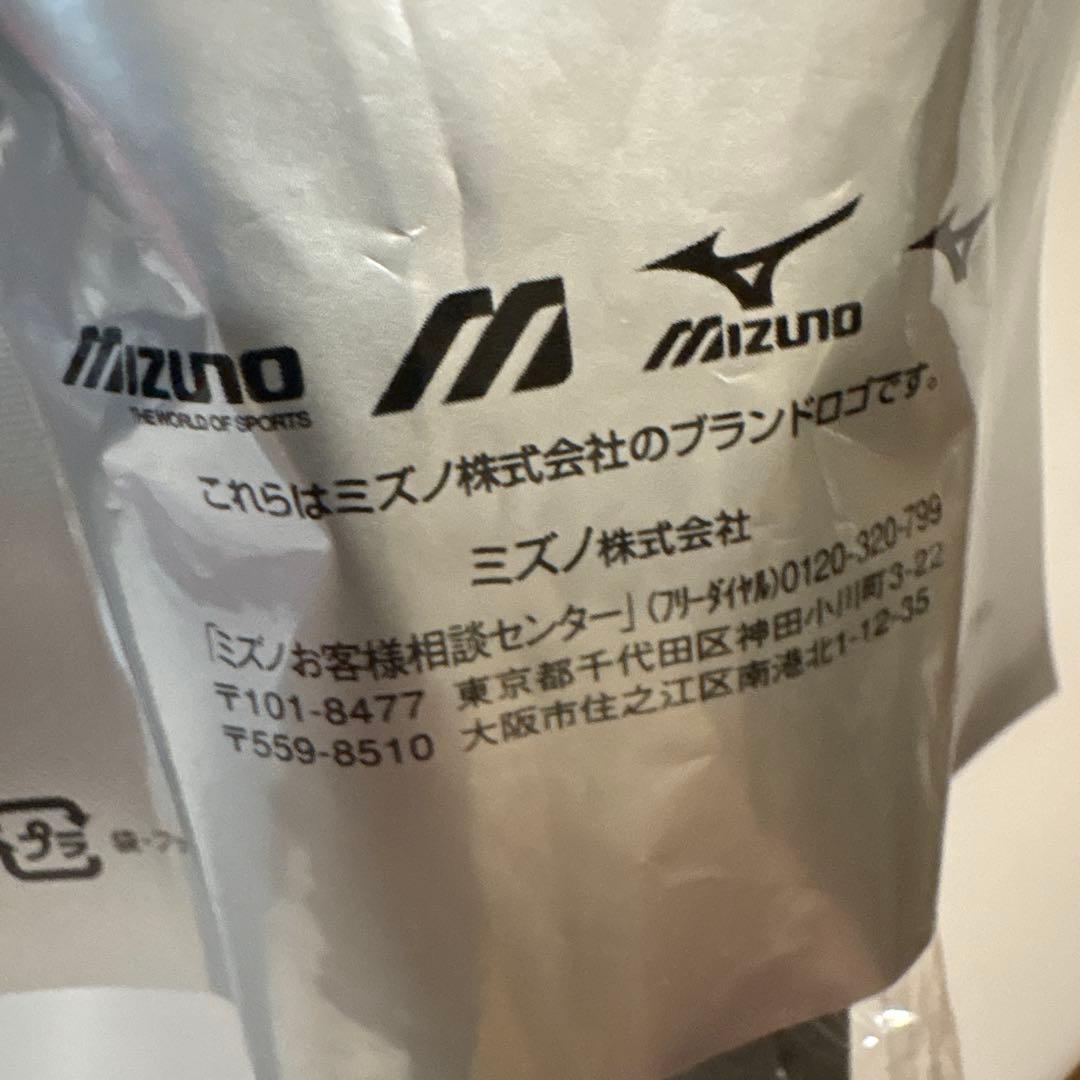 MIZUNO
THE WORLD OF SPORTS
MIZUNO
これらはミズノ株式会社のブランドロゴです。
ミズノ株式会社
「ミズノお客様相談センター」(フリーダイヤル)0120-320-799
〒101-8477 東京都千代田区神田小川町3-22
〒559-8510 大阪市住之江区南港北1-12-35
プラ